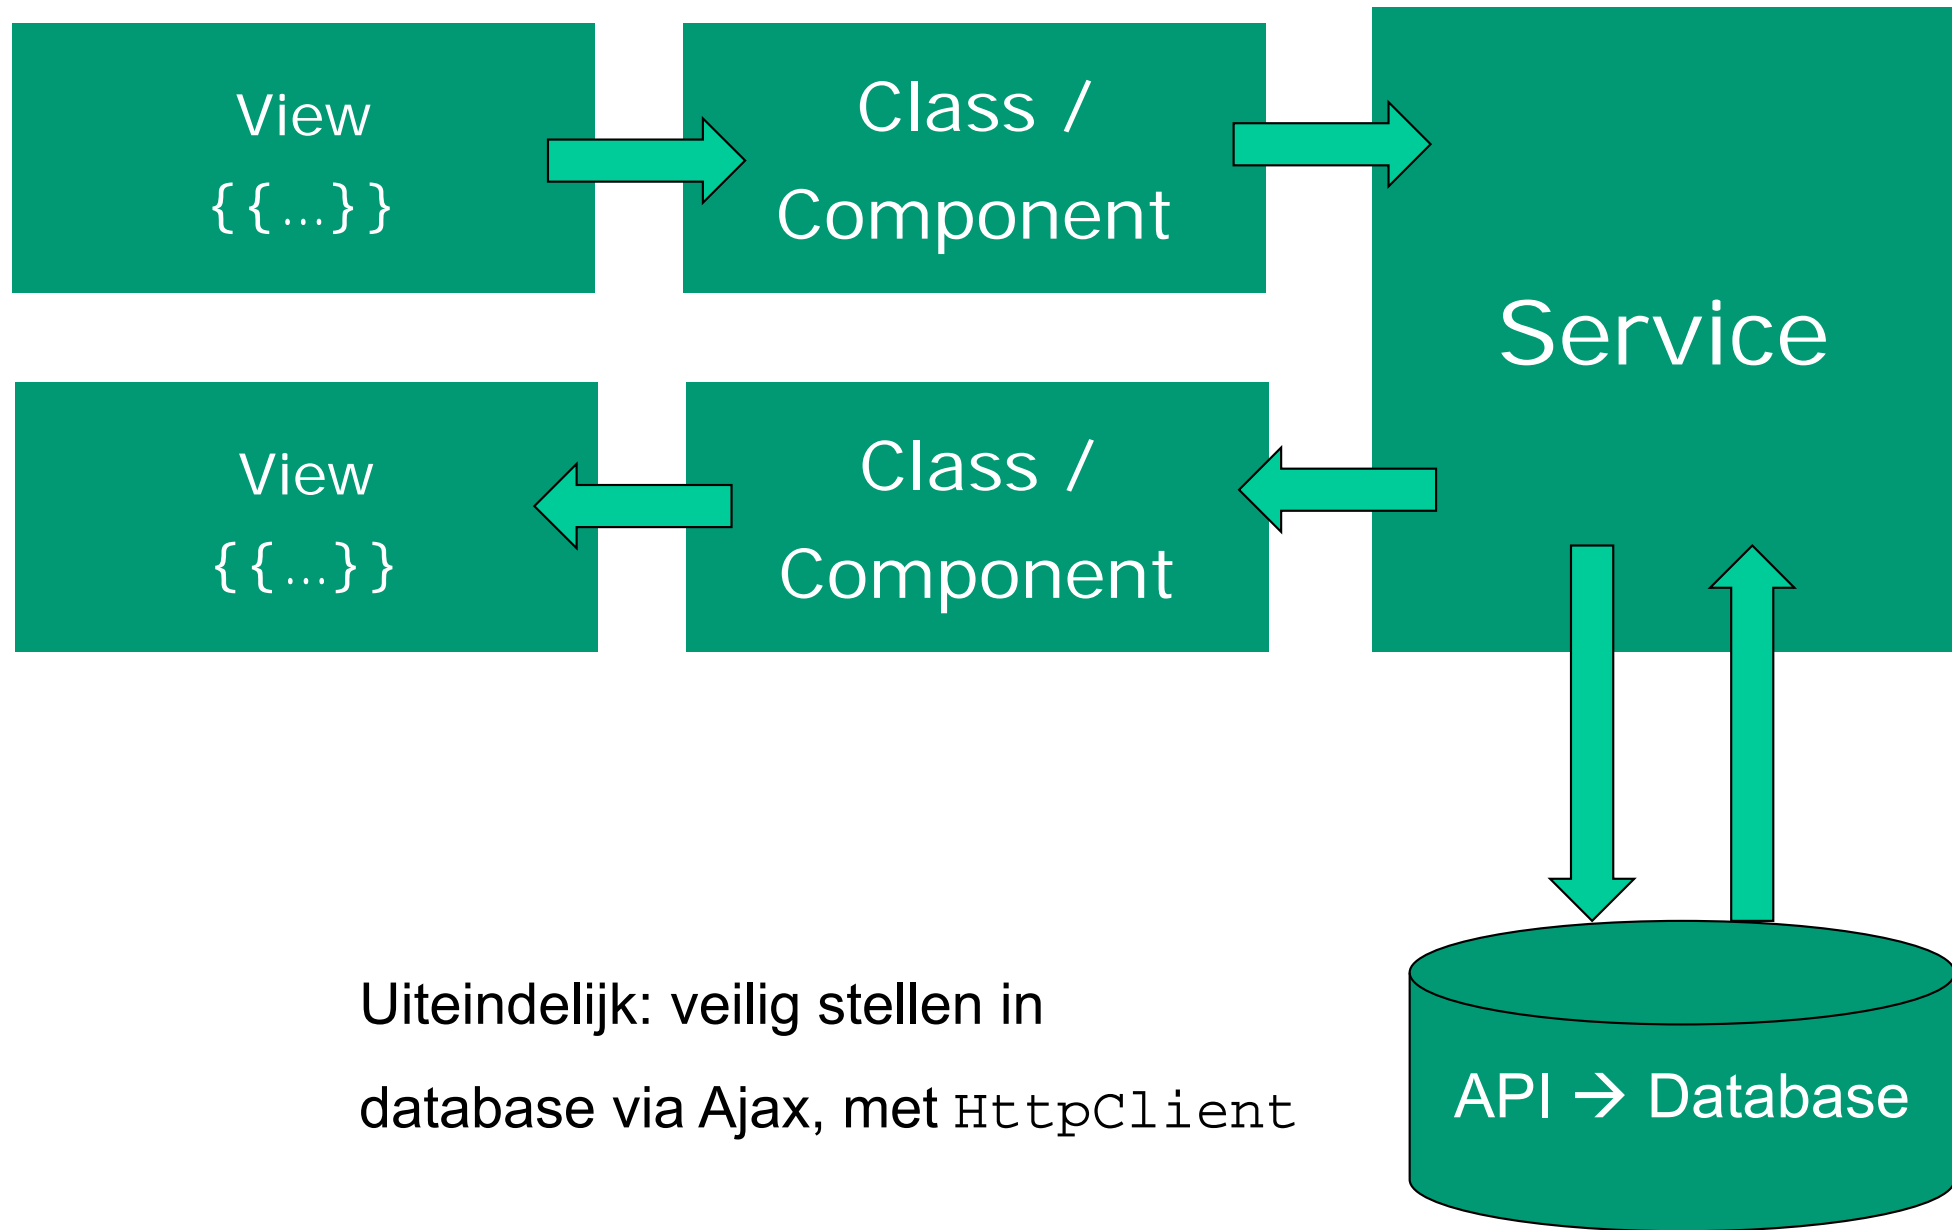 View
{{…}}
Class /
Component
Service
View
{{…}}
Class /
Component
Uiteindelijk: veilig stellen in
database via Ajax, met HttpClient
API → Database